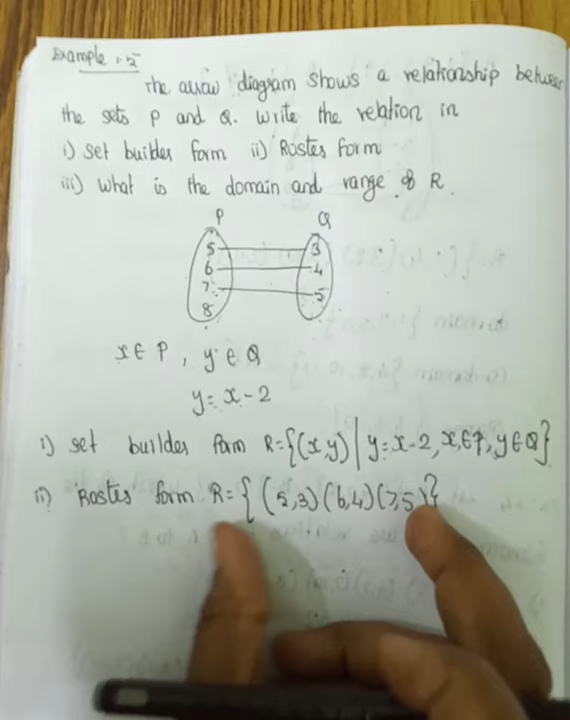 Example 1.5
The arrow diagram shows a relationship between
the sets P and Q. write the relation in
i) set builder form ii) Roster form
iii) what is the domain and range of R.
P Q
5 3
6 4
7 5
8
x ∈ P , y ∈ Q
y = x - 2
i) set builder form R = {(x,y) | y = x-2, x ∈ P, y ∈ Q}
ii) Roster form R = { (5,3) (6,4) (7,5) }